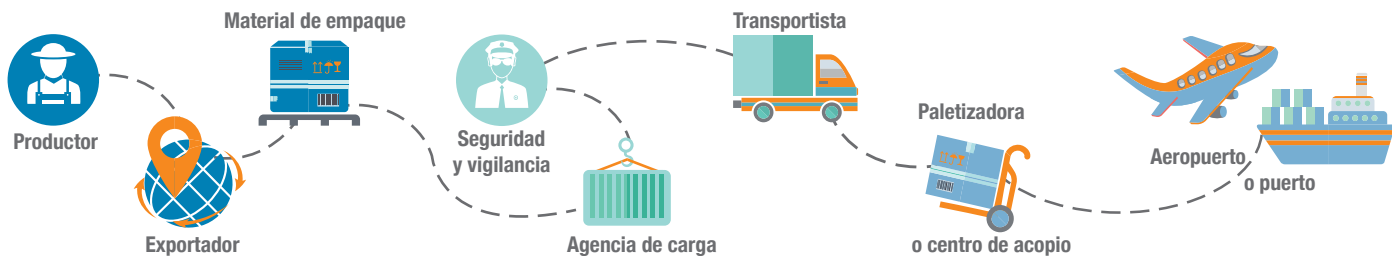 Productor
Exportador
Material de empaque
Agencia de carga
Seguridad
y vigilancia
Transportista
Paletizadora
o centro de acopio
Aeropuerto
o puerto